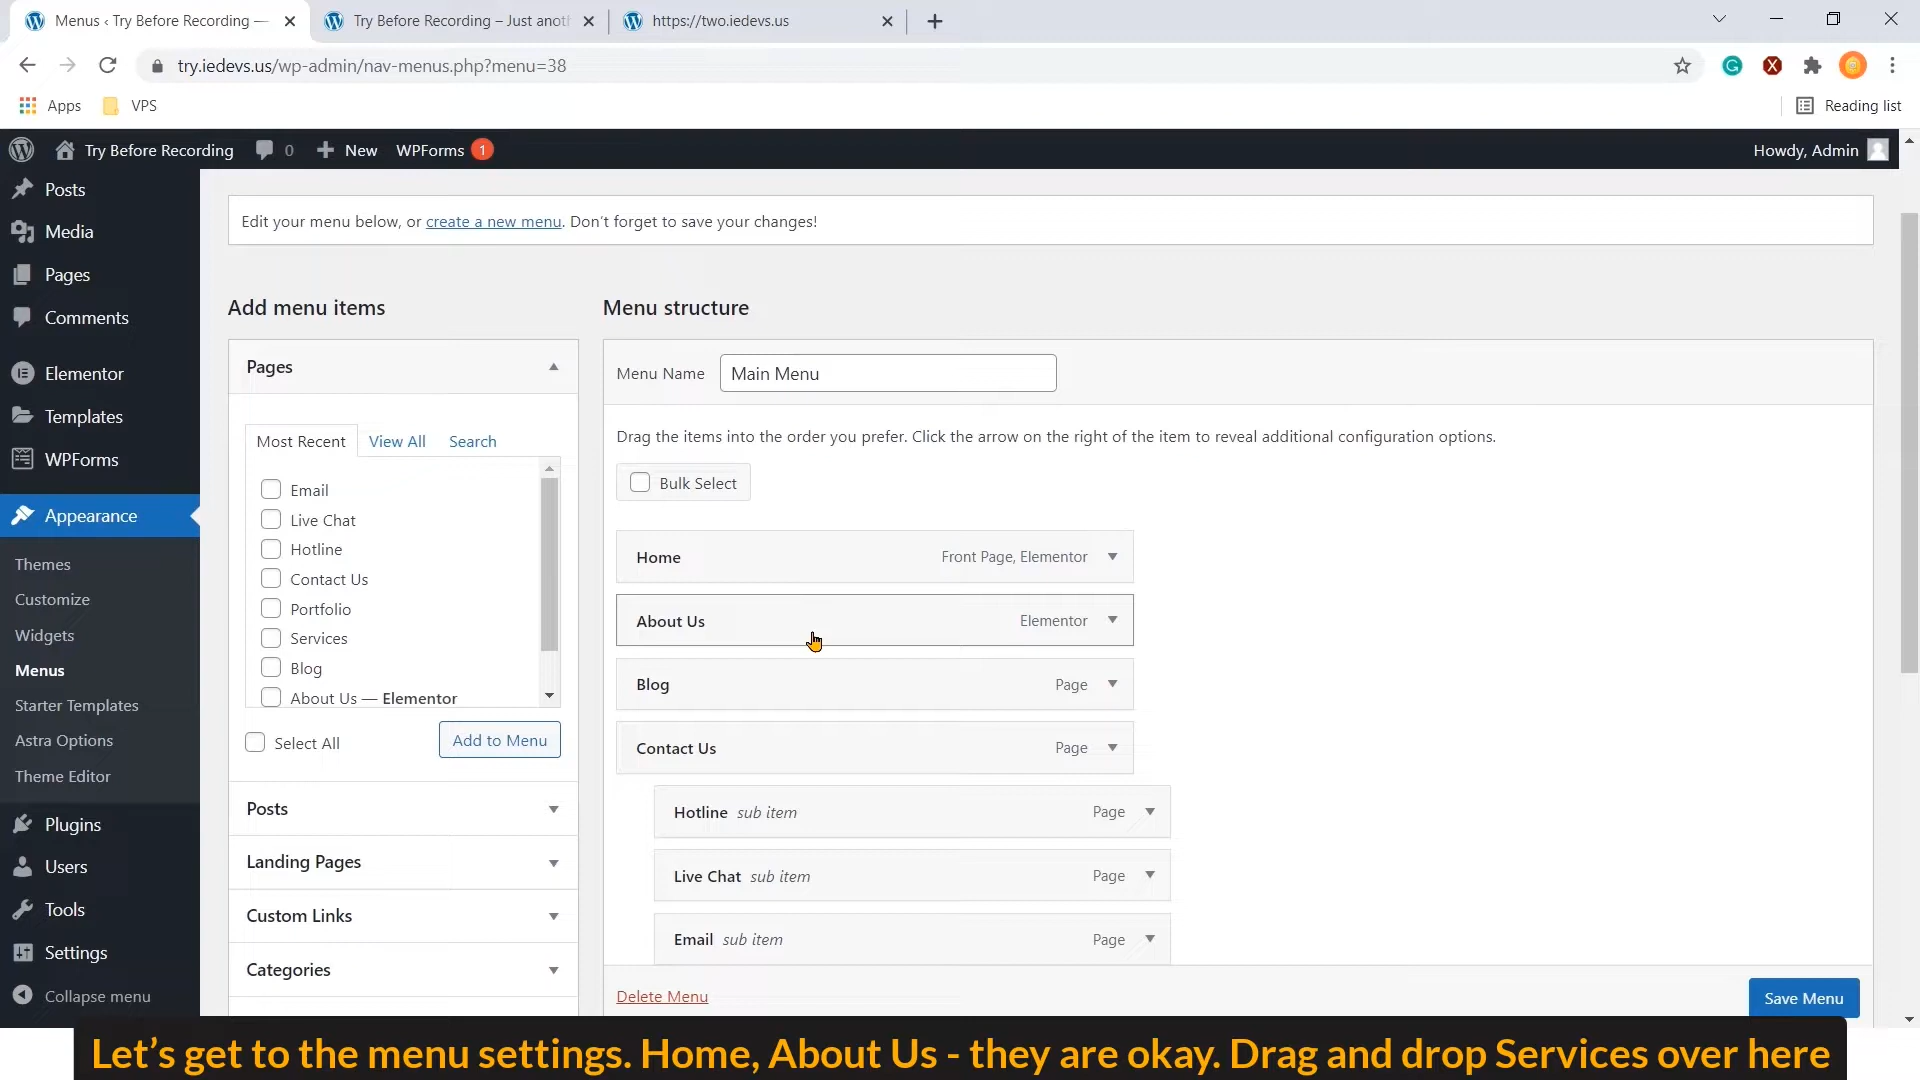 Menus ‹ Try Before Recording —
Try Before Recording – Just anoth
https://two.iedevs.us
try.iedevs.us/wp-admin/nav-menus.php?menu=38
Apps
VPS
Reading list
Try Before Recording
0
New
WPForms
1
Howdy, Admin
Posts
Media
Pages
Comments
Elementor
Templates
WPForms
Appearance
Themes
Customize
Widgets
Menus
Starter Templates
Astra Options
Theme Editor
Plugins
Users
Tools
Settings
Collapse menu
Edit your menu below, or create a new menu. Don't forget to save your changes!
Add menu items
Pages
Most Recent
View All
Search
Email
Live Chat
Hotline
Contact Us
Portfolio
Services
Blog
About Us — Elementor
Select All
Add to Menu
Posts
Landing Pages
Custom Links
Categories
Menu structure
Menu Name
Main Menu
Drag the items into the order you prefer. Click the arrow on the right of the item to reveal additional configuration options.
Bulk Select
Home
Front Page, Elementor
About Us
Elementor
Blog
Page
Contact Us
Page
Hotline sub item
Page
Live Chat sub item
Page
Email sub item
Page
Delete Menu
Save Menu
Let's get to the menu settings. Home, About Us - they are okay. Drag and drop Services over here